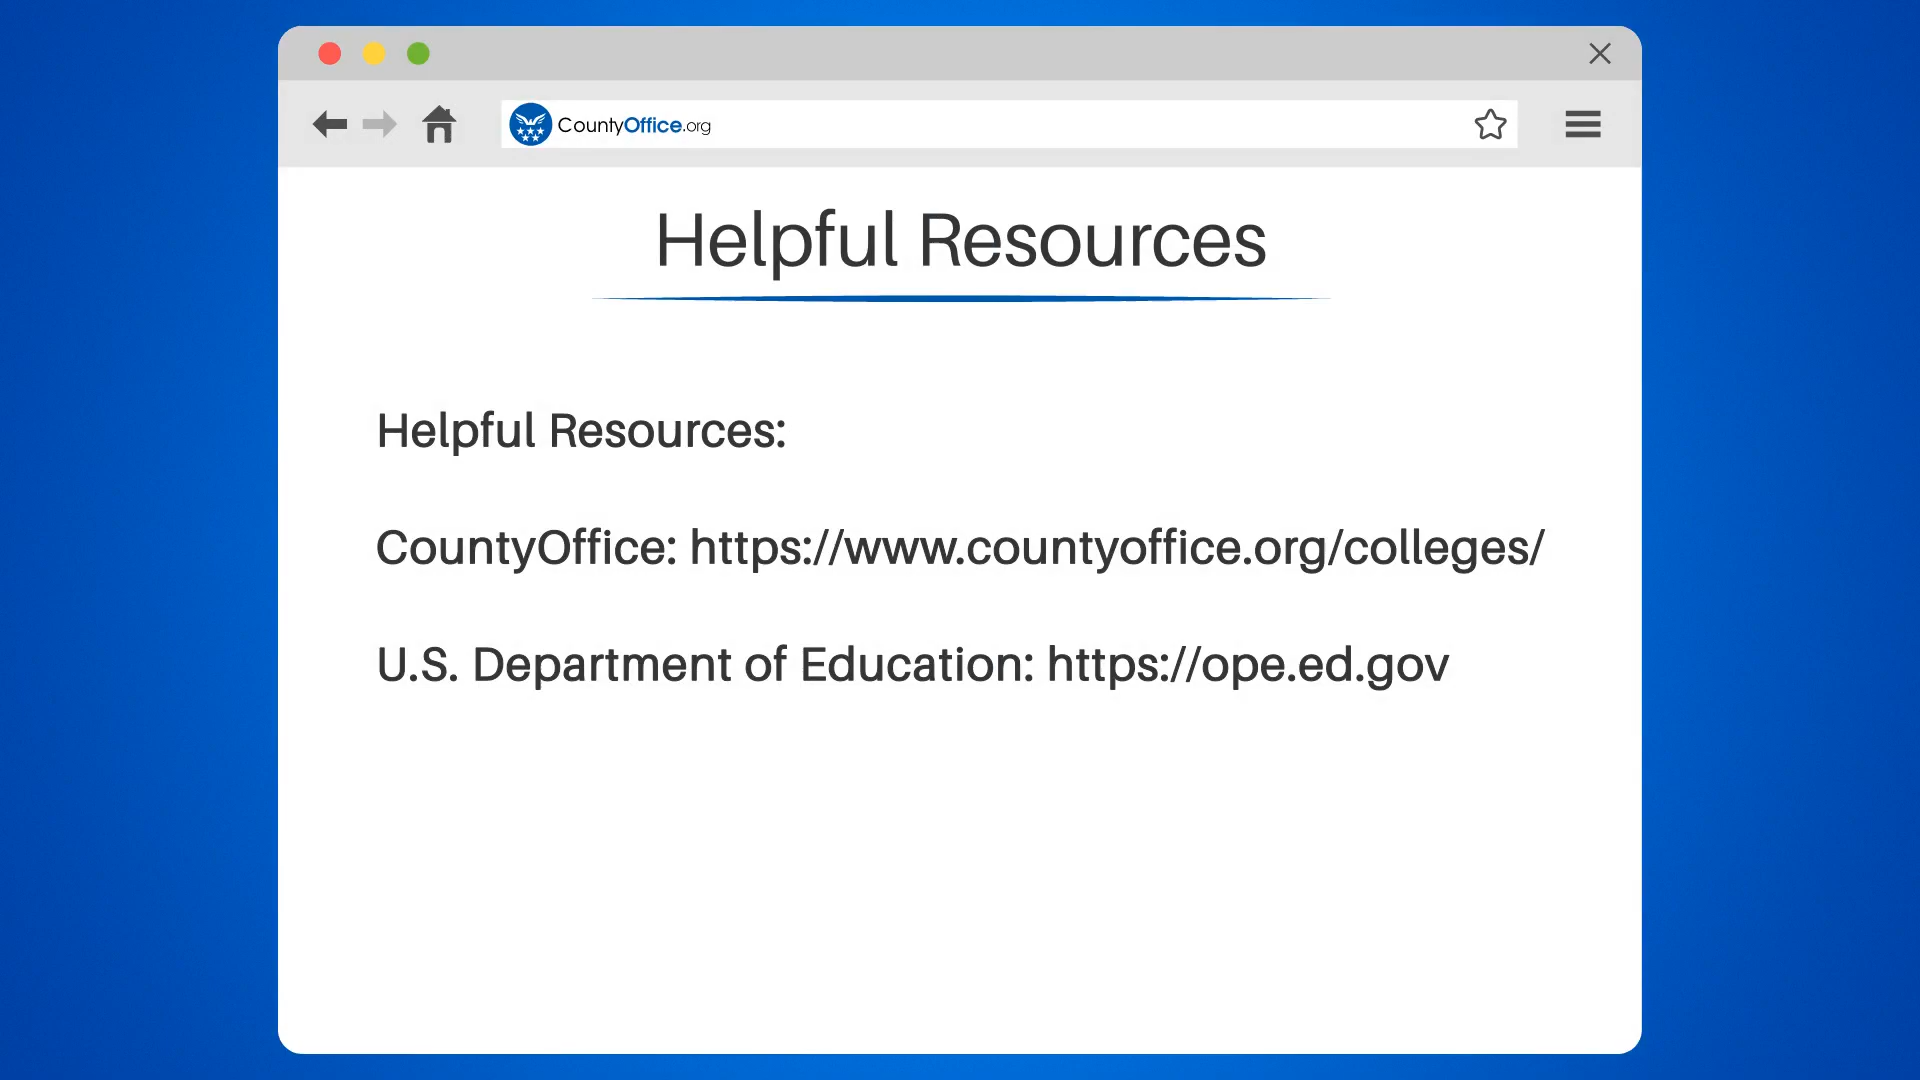 CountyOffice.org
Helpful Resources
Helpful Resources:
CountyOffice: https://www.countyoffice.org/colleges/
U.S. Department of Education: https://ope.ed.gov